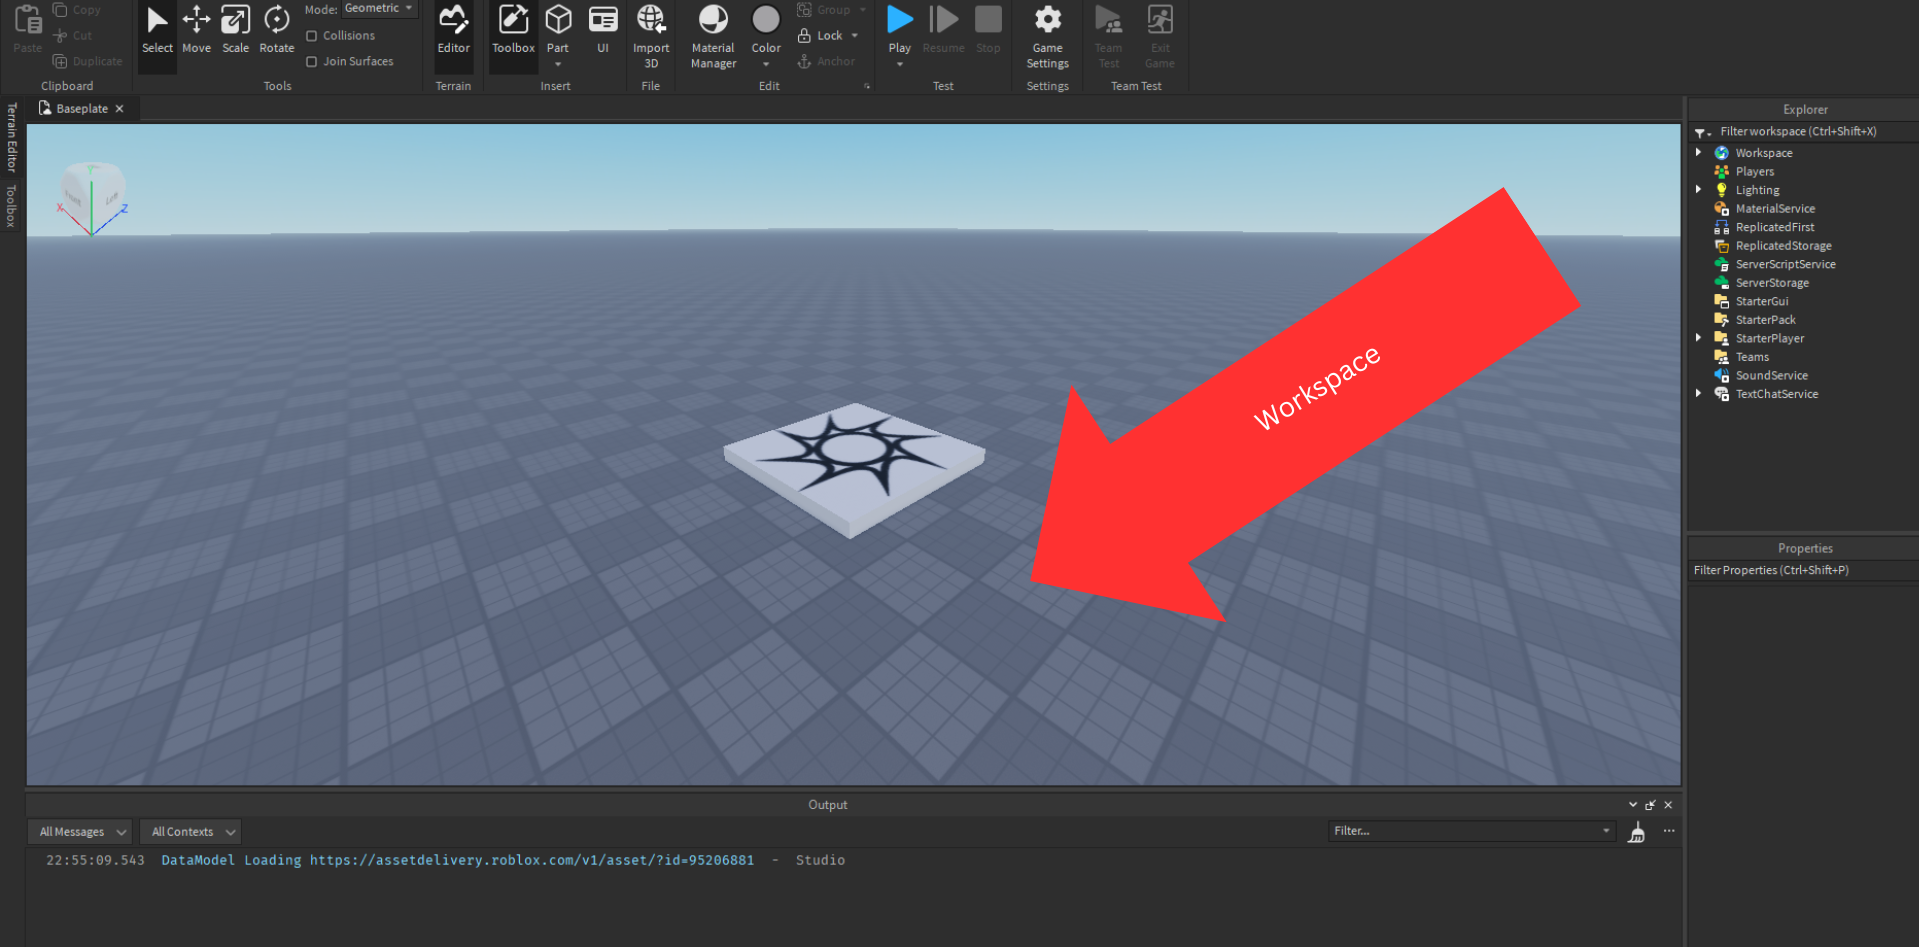 Copy
Cut
Paste
Duplicate
Clipboard
Select
Move
Scale
Rotate
Mode: Geometric
Collisions
Join Surfaces
Tools
Editor
Terrain
Toolbox
Part
UI
Insert
Import
3D
File
Material
Manager
Color
Group
Lock
Anchor
Edit
Play
Resume
Stop
Test
Game
Settings
Settings
Team
Test
Exit
Game
Team Test
Baseplate
Terrain Editor
Toolbox
Y
X
Z
Front
Left
Workspace
Explorer
Filter workspace (Ctrl+Shift+X)
Workspace
Players
Lighting
MaterialService
ReplicatedFirst
ReplicatedStorage
ServerScriptService
ServerStorage
StarterGui
StarterPack
StarterPlayer
Teams
SoundService
TextChatService
Properties
Filter Properties (Ctrl+Shift+P)
Output
All Messages
All Contexts
Filter...
22:55:09.543 DataModel Loading https://assetdelivery.roblox.com/v1/asset/?id=95206881 - Studio